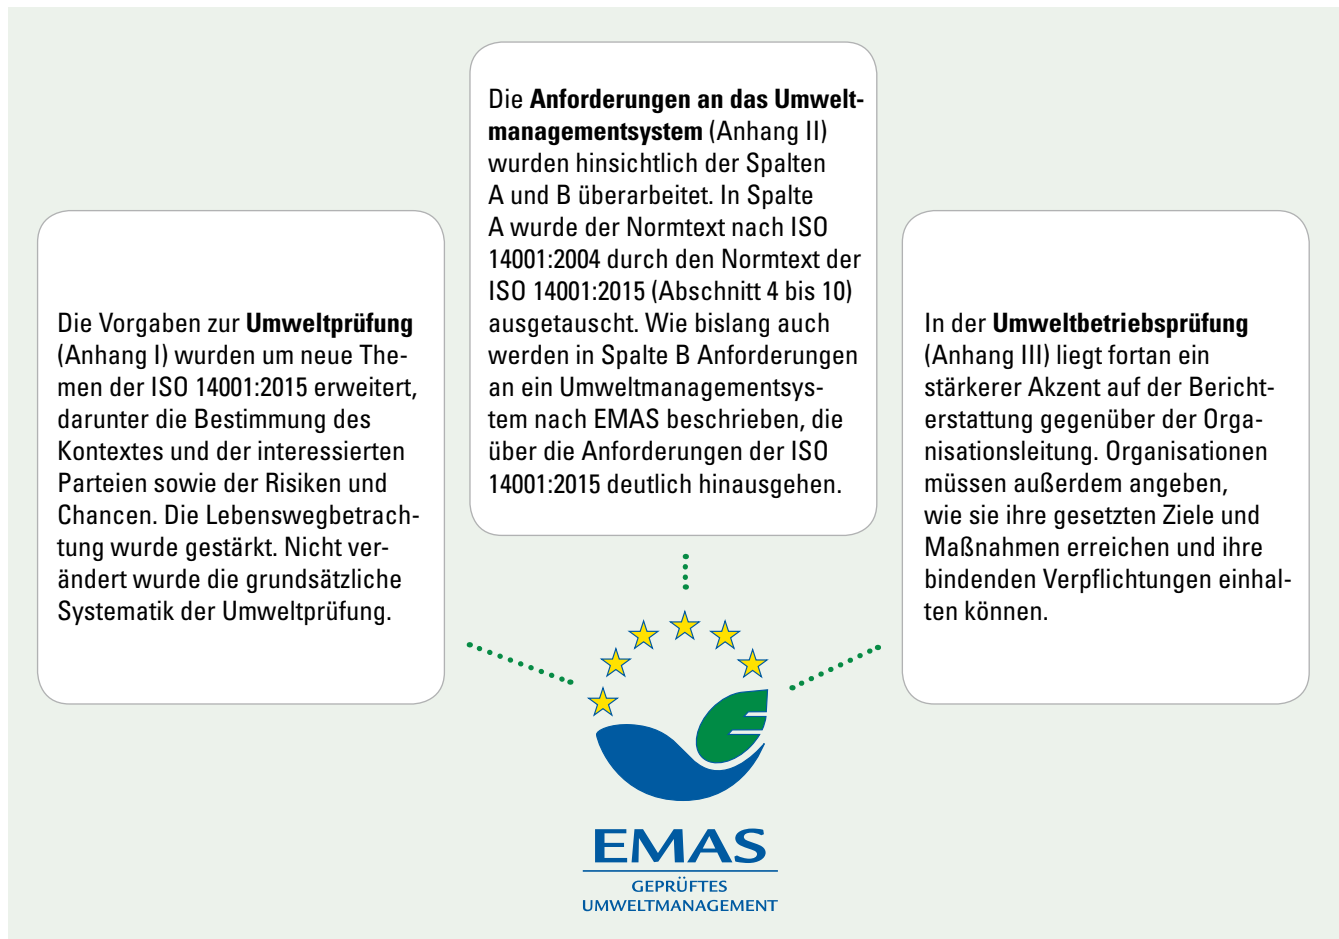 Die Vorgaben zur Umweltprüfung
(Anhang I) wurden um neue The-
men der ISO 14001:2015 erweitert,
darunter die Bestimmung des
Kontextes und der interessierten
Parteien sowie der Risiken und
Chancen. Die Lebenswegbetrach-
tung wurde gestärkt. Nicht ver-
ändert wurde die grundsätzliche
Systematik der Umweltprüfung.
Die Anforderungen an das Umwelt-
managementsystem (Anhang II)
wurden hinsichtlich der Spalten
A und B überarbeitet. In Spalte
A wurde der Normtext nach ISO
14001:2004 durch den Normtext der
ISO 14001:2015 (Abschnitt 4 bis 10)
ausgetauscht. Wie bislang auch
werden in Spalte B Anforderungen
an ein Umweltmanagementsys-
tem nach EMAS beschrieben, die
über die Anforderungen der ISO
14001:2015 deutlich hinausgehen.
In der Umweltbetriebsprüfung
(Anhang III) liegt fortan ein
stärkerer Akzent auf der Bericht-
erstattung gegenüber der Orga-
nisationsleitung. Organisationen
müssen außerdem angeben,
wie sie ihre gesetzten Ziele und
Maßnahmen erreichen und ihre
bindenden Verpflichtungen einhal-
ten können.
EMAS
GEPRÜFTES
UMWELTMANAGEMENT